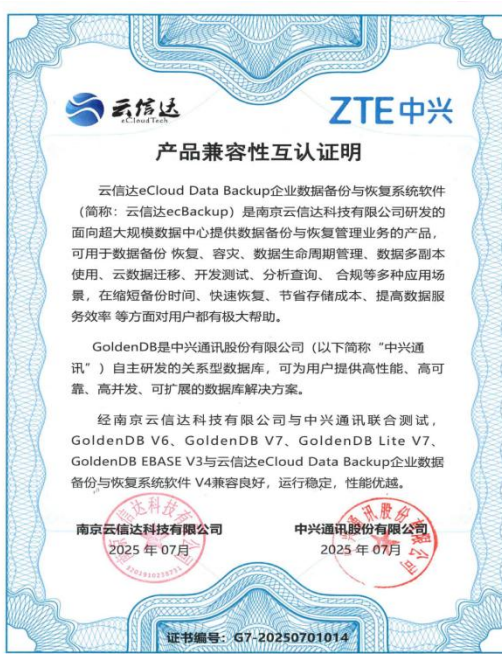 云信达
eCloudTech
ZTE中兴
产品兼容性互认证明
云信达eCloud Data Backup企业数据备份与恢复系统软件
（简称：云信达ecBackup）是南京云信达科技有限公司研发的
面向超大规模数据中心提供数据备份与恢复管理业务的产品，
可用于数据备份 恢复、容灾、数据生命周期管理、数据多副本
使用、云数据迁移、开发测试、分析查询、 合规等多种应用场
景，在缩短备份时间、快速恢复、节省存储成本、提高数据服
务效率 等方面对用户都有极大帮助。
GoldenDB是中兴通讯股份有限公司（以下简称“中兴通
讯”）自主研发的关系型数据库，可为用户提供高性能、高可
靠、高并发、可扩展的数据库解决方案。
经南京云信达科技有限公司与中兴通讯联合测试，
GoldenDB V6、GoldenDB V7、GoldenDB Lite V7、
GoldenDB EBASE V3与云信达eCloud Data Backup企业数据
备份与恢复系统软件 V4兼容良好，运行稳定，性能优越。
南京云信达科技有限公司 中兴通讯股份有限公司
2025 年 07月 2025 年 07月
证书编号：G7-20250701014